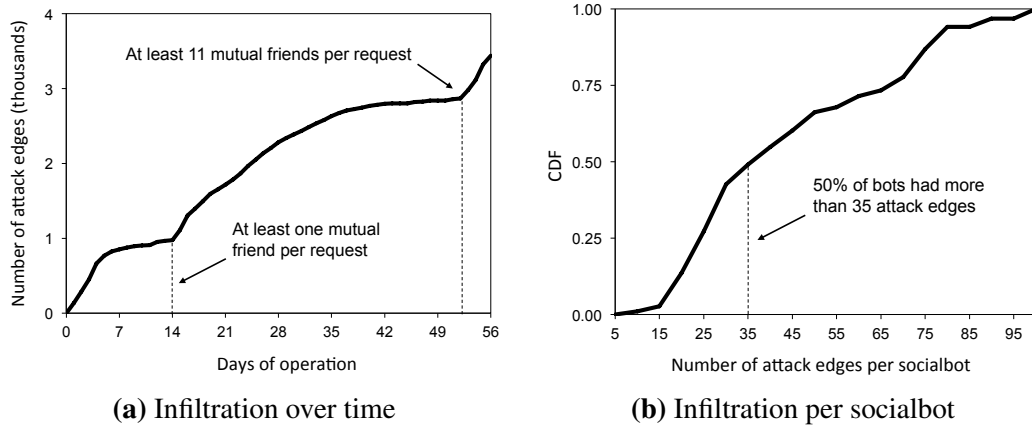 Number of attack edges (thousands)
4
3
2
1
0
At least 11 mutual friends per request
At least one mutual
friend per request
0 7 14 21 28 35 42 49 56
Days of operation
(a) Infiltration over time
CDF
1.00
0.75
0.50
0.25
0.00
50% of bots had more
than 35 attack edges
5 15 25 35 45 55 65 75 85 95
Number of attack edges per socialbot
(b) Infiltration per socialbot